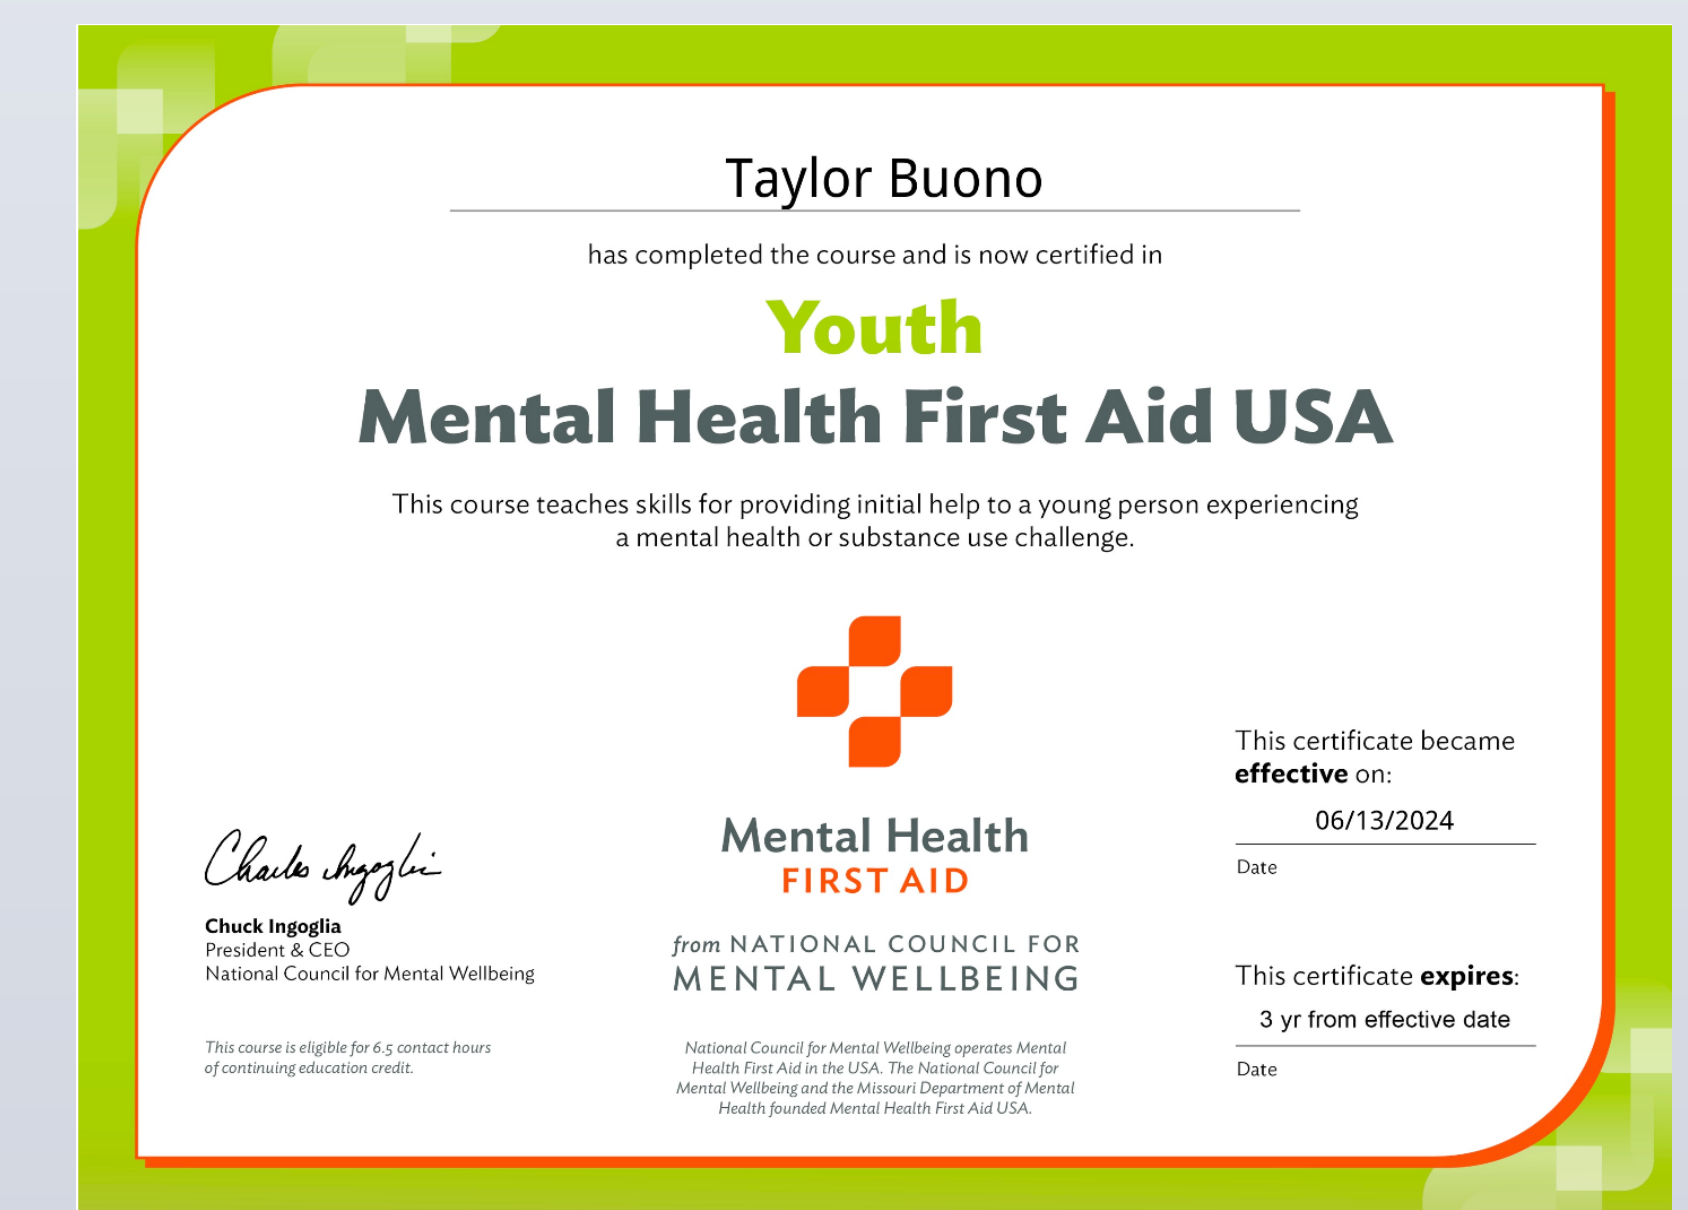 Taylor Buono
has completed the course and is now certified in
Youth
Mental Health First Aid USA
This course teaches skills for providing initial help to a young person experiencing
a mental health or substance use challenge.
Charles Ingoglia
Chuck Ingoglia
President & CEO
National Council for Mental Wellbeing
This course is eligible for 6.5 contact hours
of continuing education credit.
Mental Health
FIRST AID
from NATIONAL COUNCIL FOR
MENTAL WELLBEING
National Council for Mental Wellbeing operates Mental
Health First Aid in the USA. The National Council for
Mental Wellbeing and the Missouri Department of Mental
Health founded Mental Health First Aid USA.
This certificate became
effective on:
06/13/2024
Date
This certificate expires:
3 yr from effective date
Date